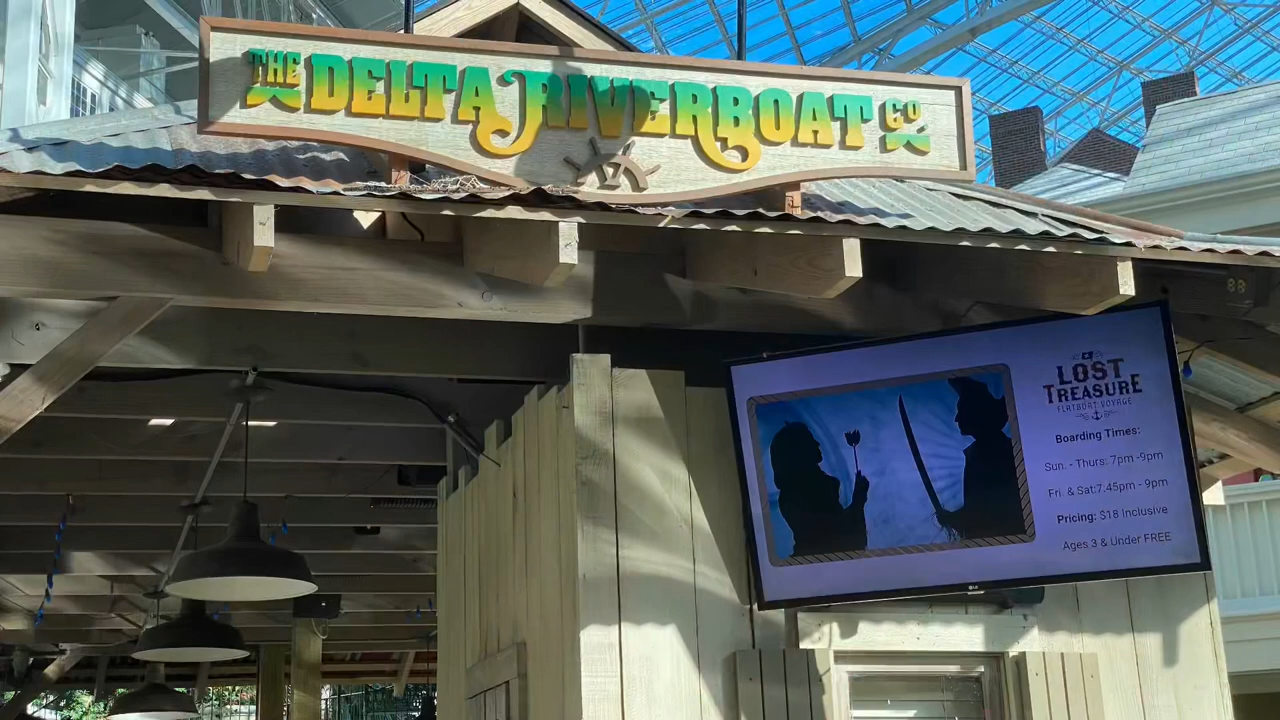 THE DELTA RIVERBOAT CO
LOST
TREASURE
FLATBOAT VOYAGE
Boarding Times:
Sun. - Thurs: 7pm -9pm
Fri. & Sat:7:45pm - 9pm
Pricing: $18 Inclusive
Ages 3 & Under FREE
LG